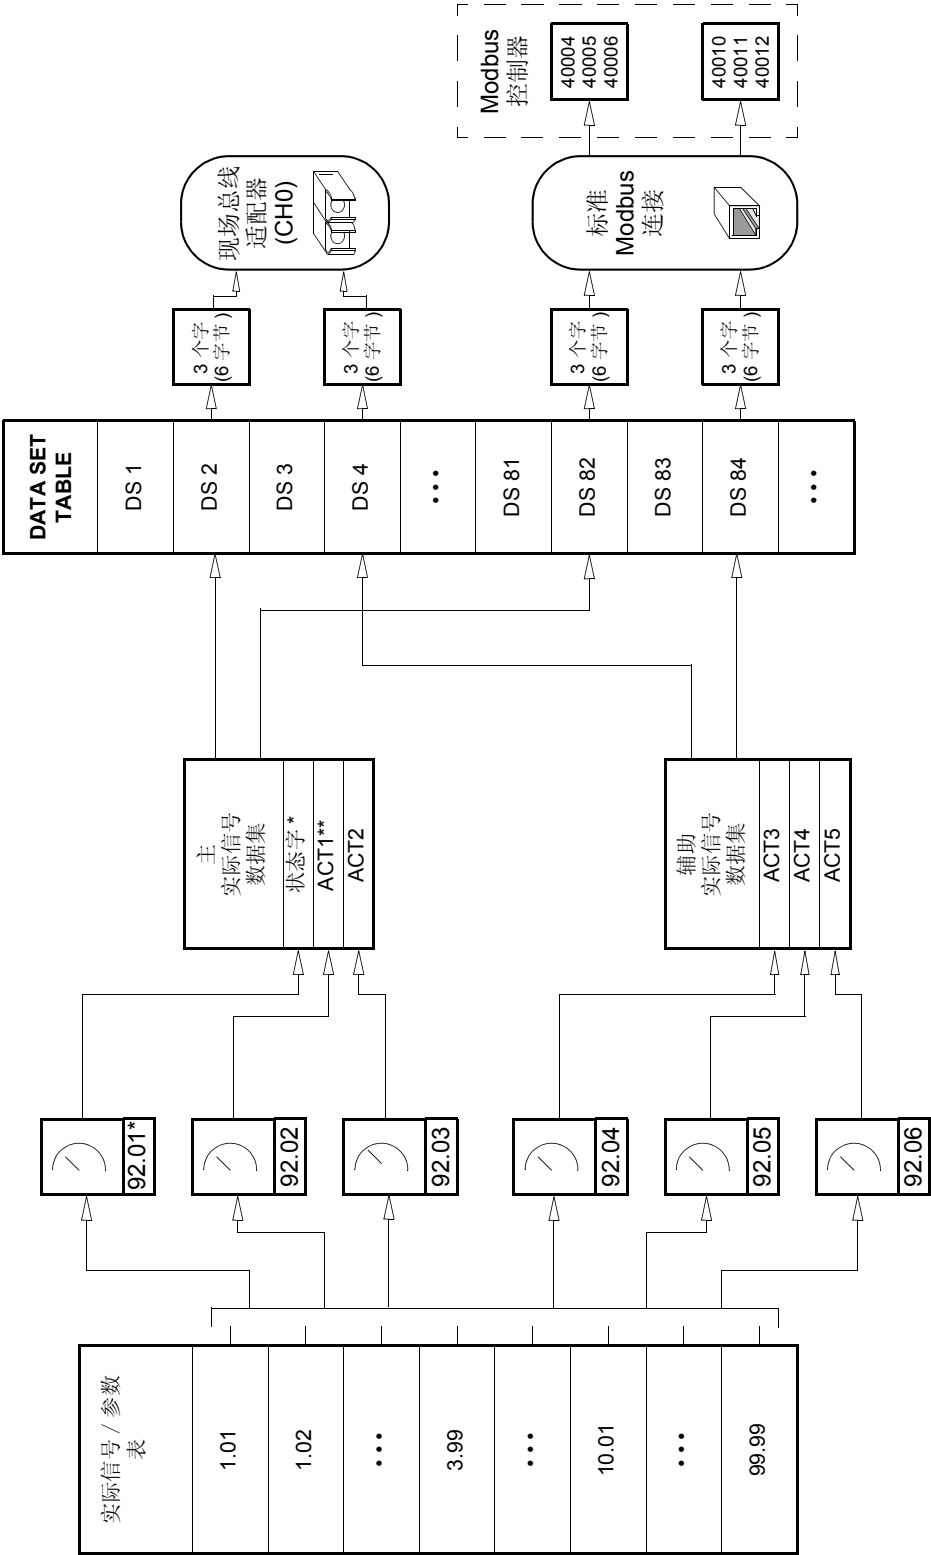 实际信号 / 参数
表
1.01
1.02
•••
3.99
•••
10.01
•••
99.99
92.01*
92.02
92.03
92.04
92.05
92.06
主
实际信号
数据集
状态字 *
ACT1**
ACT2
辅助
实际信号
数据集
ACT3
ACT4
ACT5
DATA SET
TABLE
DS 1
DS 2
DS 3
DS 4
•••
DS 81
DS 82
DS 83
DS 84
•••
3 个字
(6 字节 )
3 个字
(6 字节 )
3 个字
(6 字节 )
3 个字
(6 字节 )
现场总线
适配器
(CH0)
标准
Modbus
连接
Modbus
控制器
40004
40005
40006
40010
40011
40012